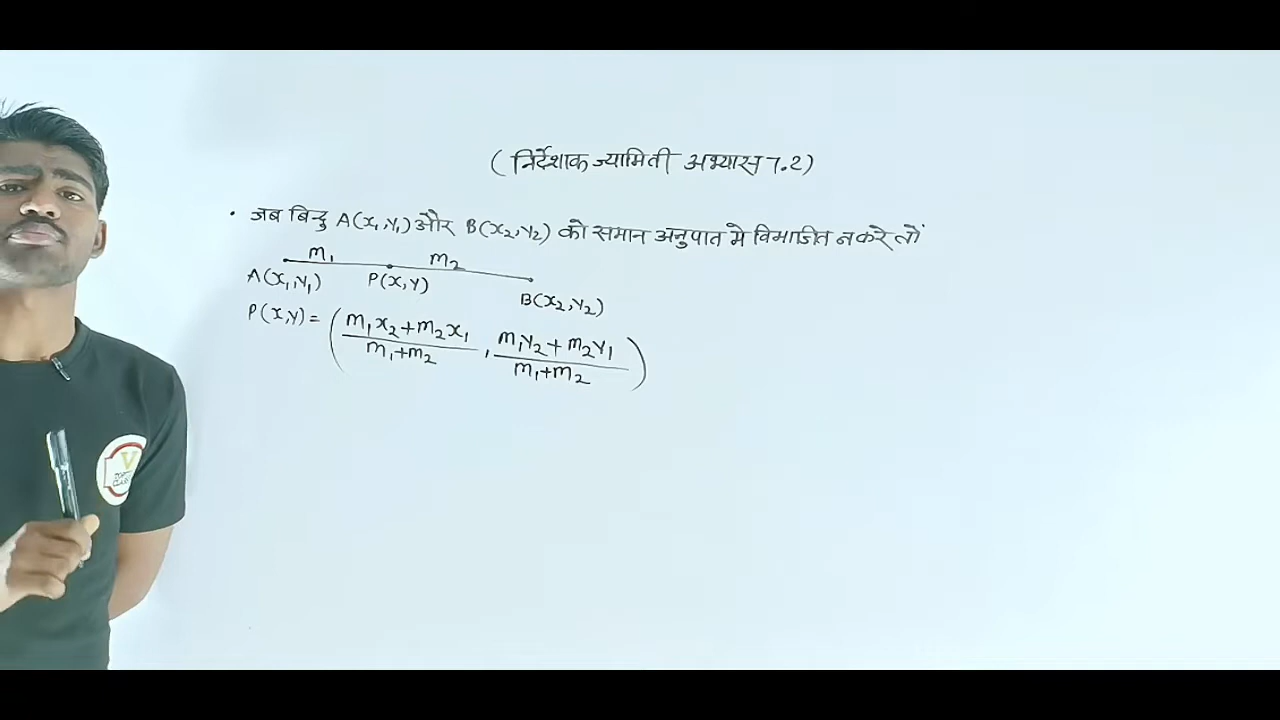 (निर्देशाक ज्यामिती अभ्यास 7.2)
• जब बिन्दु A(x₁,y₁) और B(x₂,y₂) को समान अनुपात मे विभाजित न करे तों
m₁ m₂
A(x₁,y₁) P(x,y) B(x₂,y₂)
P(x,y) = ( (m₁x₂+m₂x₁)/(m₁+m₂) , (m₁y₂+m₂y₁)/(m₁+m₂) )
V